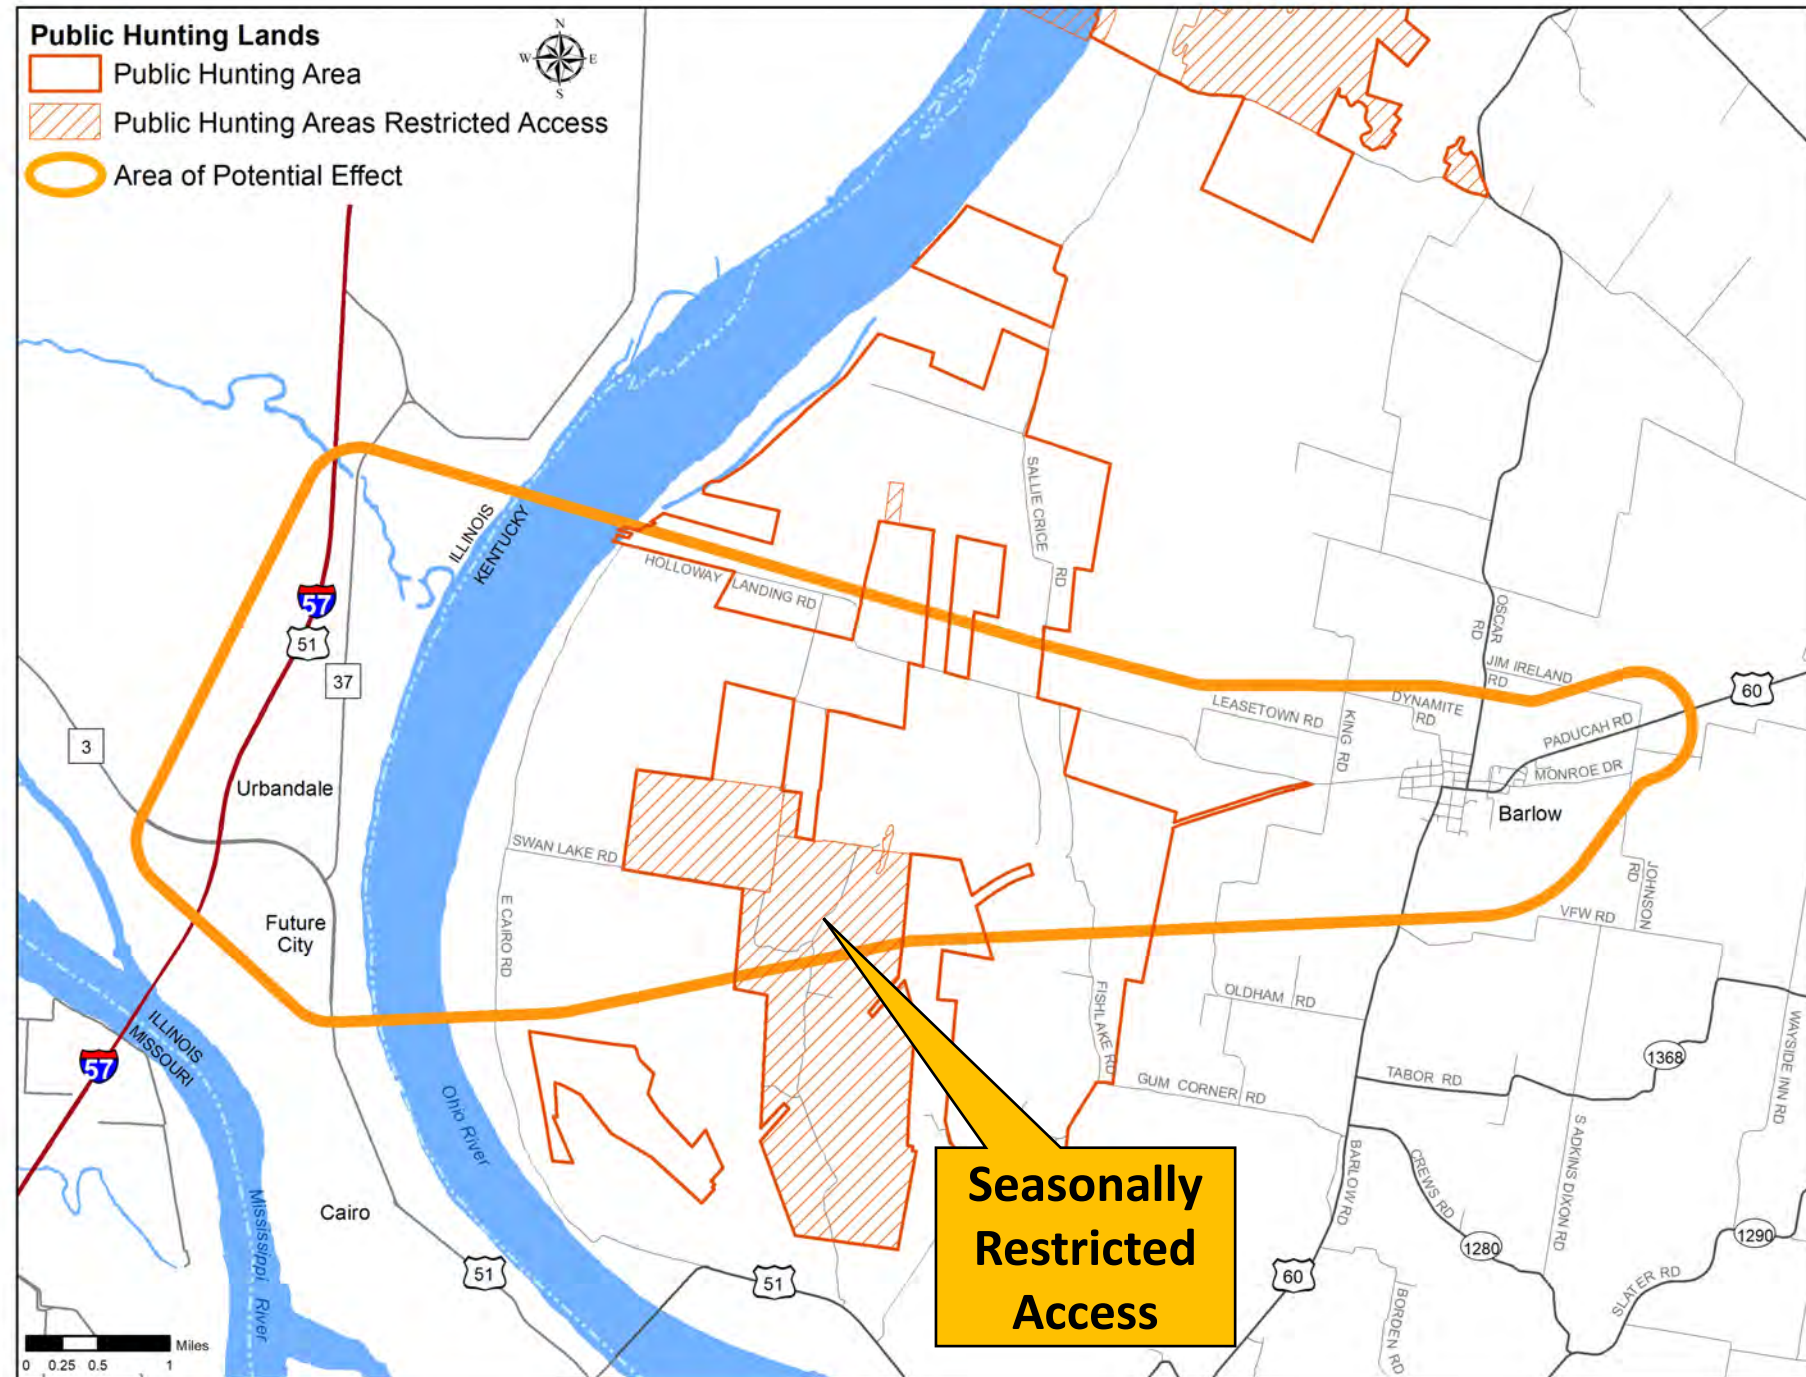 Public Hunting Lands
Public Hunting Area
Public Hunting Areas Restricted Access
Area of Potential Effect
N
W
E
S
ILLINOIS
KENTUCKY
SALLIE CRICE
RD
HOLLOWAY LANDING RD
57
51
37
3
Urbandale
OSCAR
RD
JIM IRELAND
RD
60
DYNAMITE
RD
LEASETOWN RD
KING RD
PADUCAH RD
MONROE DR
Barlow
SWAN LAKE RD
E CAIRO RD
Future
City
JOHNSON
RD
VFW RD
OLDHAM RD
FISHLAKE RD
GUM CORNER RD
TABOR RD
1368
WAYSIDE INN RD
ILLINOIS
MISSOURI
57
Ohio River
Mississippi River
Cairo
51
51
Seasonally
Restricted
Access
BARLOW RD
CREWS RD
S ADKINS DIXON RD
1280
1290
SLATER RD
60
BORDEN RD
Miles
0 0.25 0.5 1